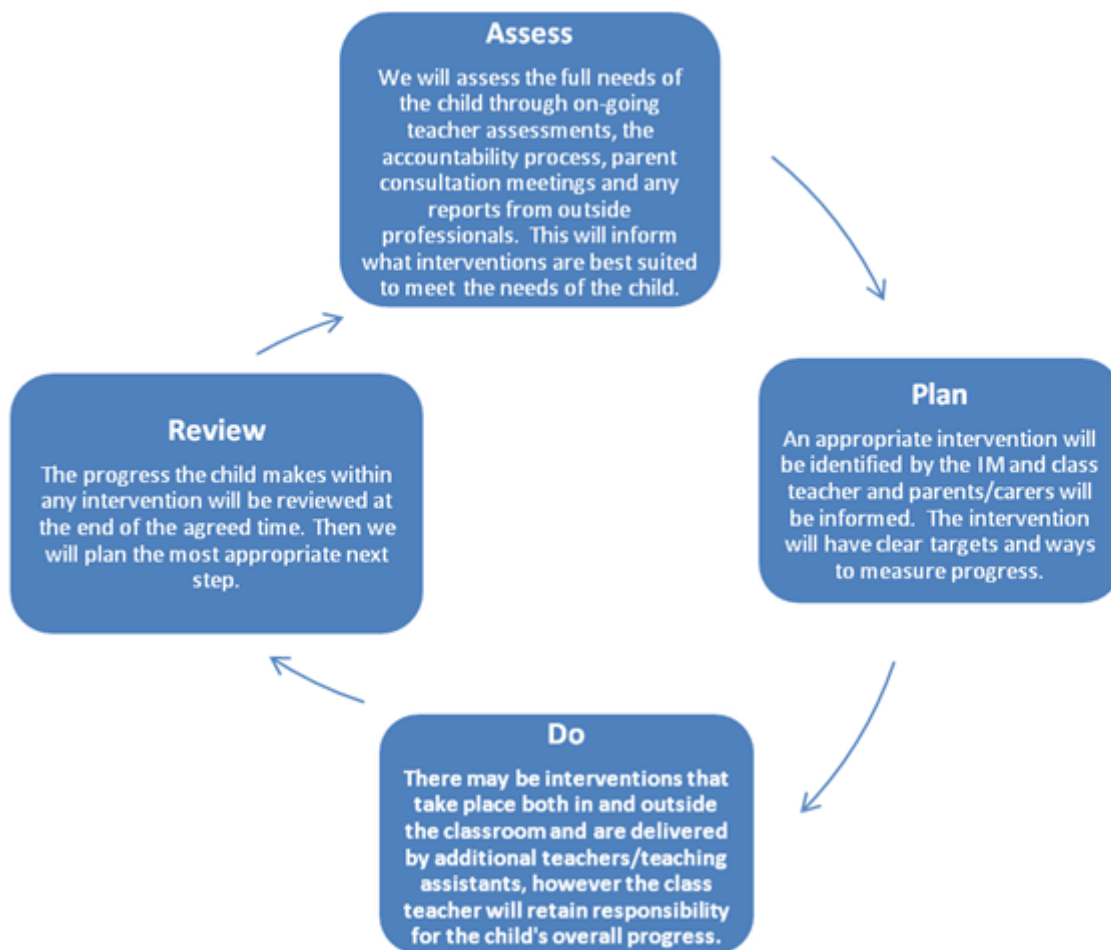 Assess
We will assess the full needs of
the child through on-going
teacher assessments, the
accountability process, parent
consultation meetings and any
reports from outside
professionals.  This will inform
what interventions are best suited
to meet the needs of the child.
Plan
An appropriate intervention will
be identified by the IM and class
teacher and parents/carers will
be informed.  The intervention
will have clear targets and ways
to measure progress.
Do
There may be interventions that
take place both in and outside
the classroom and are delivered
by additional teachers/teaching
assistants, however the class
teacher will retain responsibility
for the child's overall progress.
Review
The progress the child makes within
any intervention will be reviewed at
the end of the agreed time. Then we
will plan the most appropriate next
step.